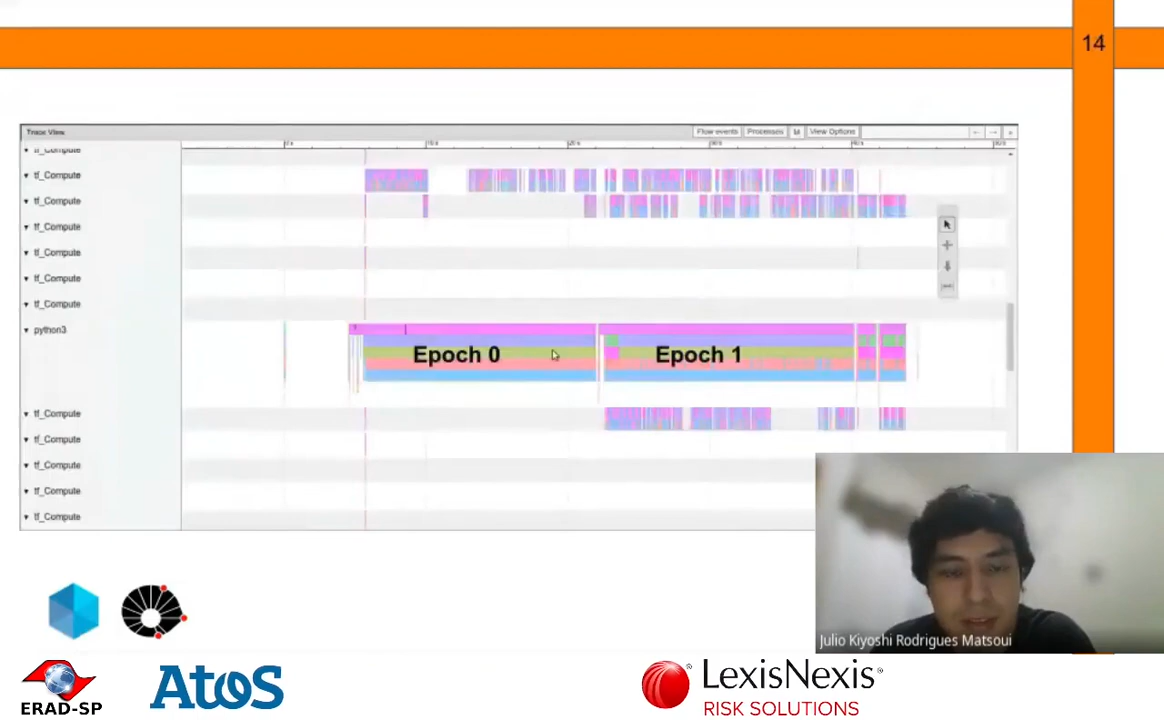 14
Trace View
Flow events
Processes
M
View Options
tf_Compute
tf_Compute
tf_Compute
tf_Compute
tf_Compute
tf_Compute
tf_Compute
python3
Epoch 0
Epoch 1
tf_Compute
tf_Compute
tf_Compute
tf_Compute
tf_Compute
Julio Kiyoshi Rodrigues Matsoui
ERAD-SP
Atos
LexisNexis®
RISK SOLUTIONS